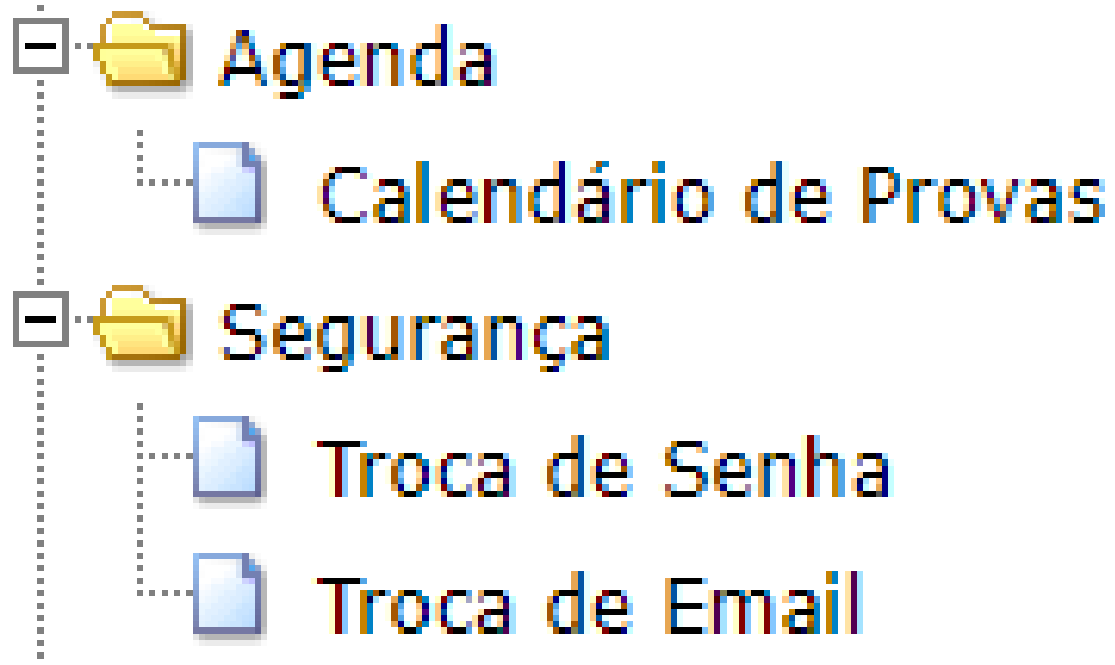 Agenda
Calendário de Provas
Segurança
Troca de Senha
Troca de Email